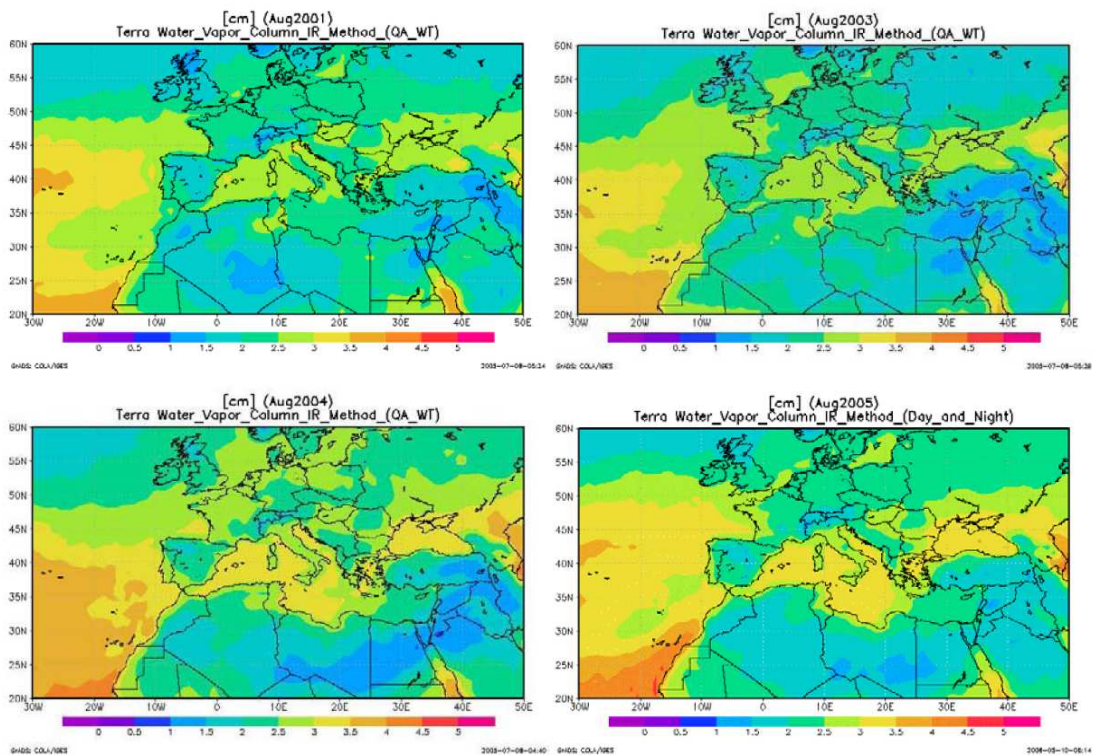 [cm] (Aug2001)
Terra Water_Vapor_Column_IR_Method_(QA_WT)
60N
55N
50N
45N
40N
35N
30N
25N
20N
30W 20W 10W 0 10E 20E 30E 40E 50E
0 0.5 1 1.5 2 2.5 3 3.5 4 4.5 5
GrADS: COLA/IGES
[cm] (Aug2003)
Terra Water_Vapor_Column_IR_Method_(QA_WT)
60N
55N
50N
45N
40N
35N
30N
25N
20N
30W 20W 10W 0 10E 20E 30E 40E 50E
0 0.5 1 1.5 2 2.5 3 3.5 4 4.5 5
GrADS: COLA/IGES
[cm] (Aug2004)
Terra Water_Vapor_Column_IR_Method_(QA_WT)
60N
55N
50N
45N
40N
35N
30N
25N
20N
30W 20W 10W 0 10E 20E 30E 40E 50E
0 0.5 1 1.5 2 2.5 3 3.5 4 4.5 5
GrADS: COLA/IGES
[cm] (Aug2005)
Terra Water_Vapor_Column_IR_Method_(Day_and_Night)
60N
55N
50N
45N
40N
35N
30N
25N
20N
30W 20W 10W 0 10E 20E 30E 40E 50E
0 0.5 1 1.5 2 2.5 3 3.5 4 4.5 5
GrADS: COLA/IGES